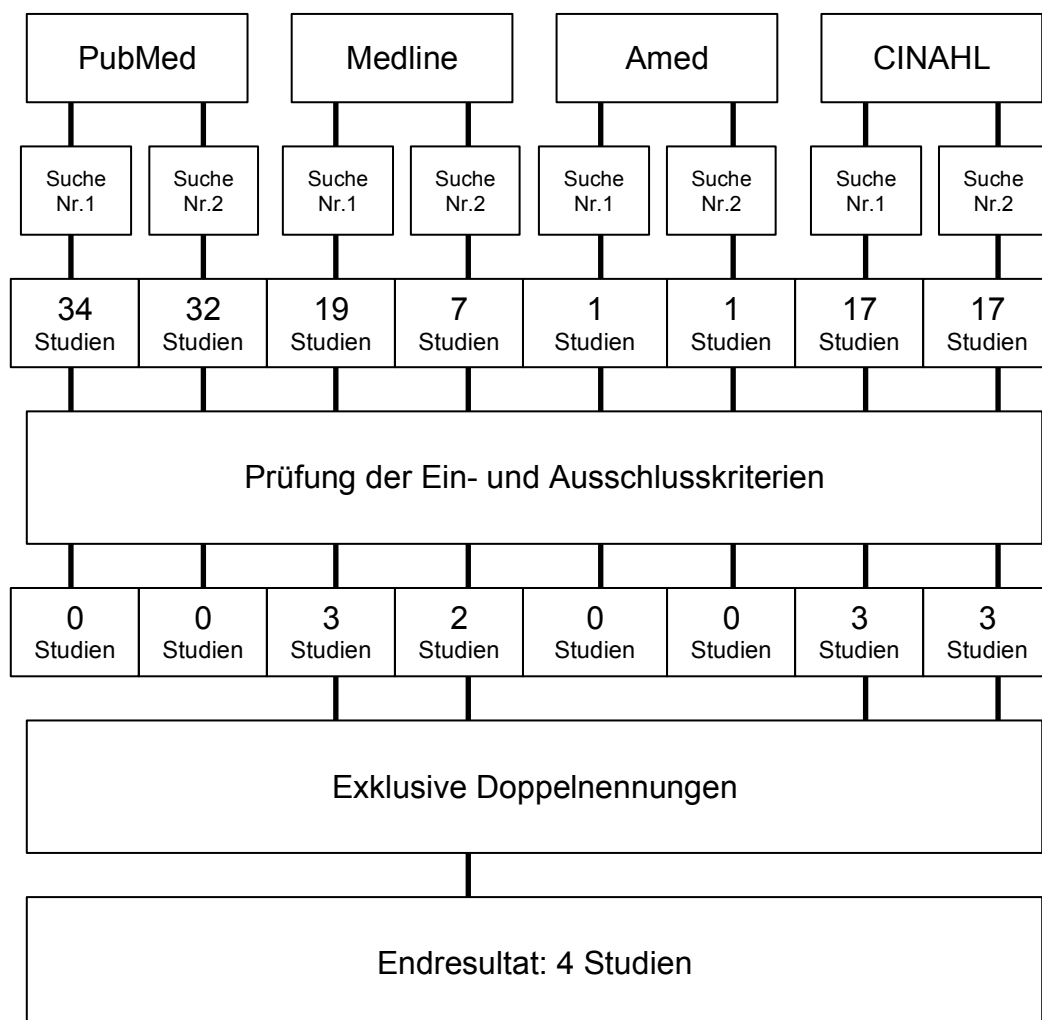 PubMed
Medline
Amed
CINAHL
Suche
Nr.1
Suche
Nr.2
Suche
Nr.1
Suche
Nr.2
Suche
Nr.1
Suche
Nr.2
Suche
Nr.1
Suche
Nr.2
34
Studien
32
Studien
19
Studien
7
Studien
1
Studien
1
Studien
17
Studien
17
Studien
Prüfung der Ein- und Ausschlusskriterien
0
Studien
0
Studien
3
Studien
2
Studien
0
Studien
0
Studien
3
Studien
3
Studien
Exklusive Doppelnennungen
Endresultat: 4 Studien